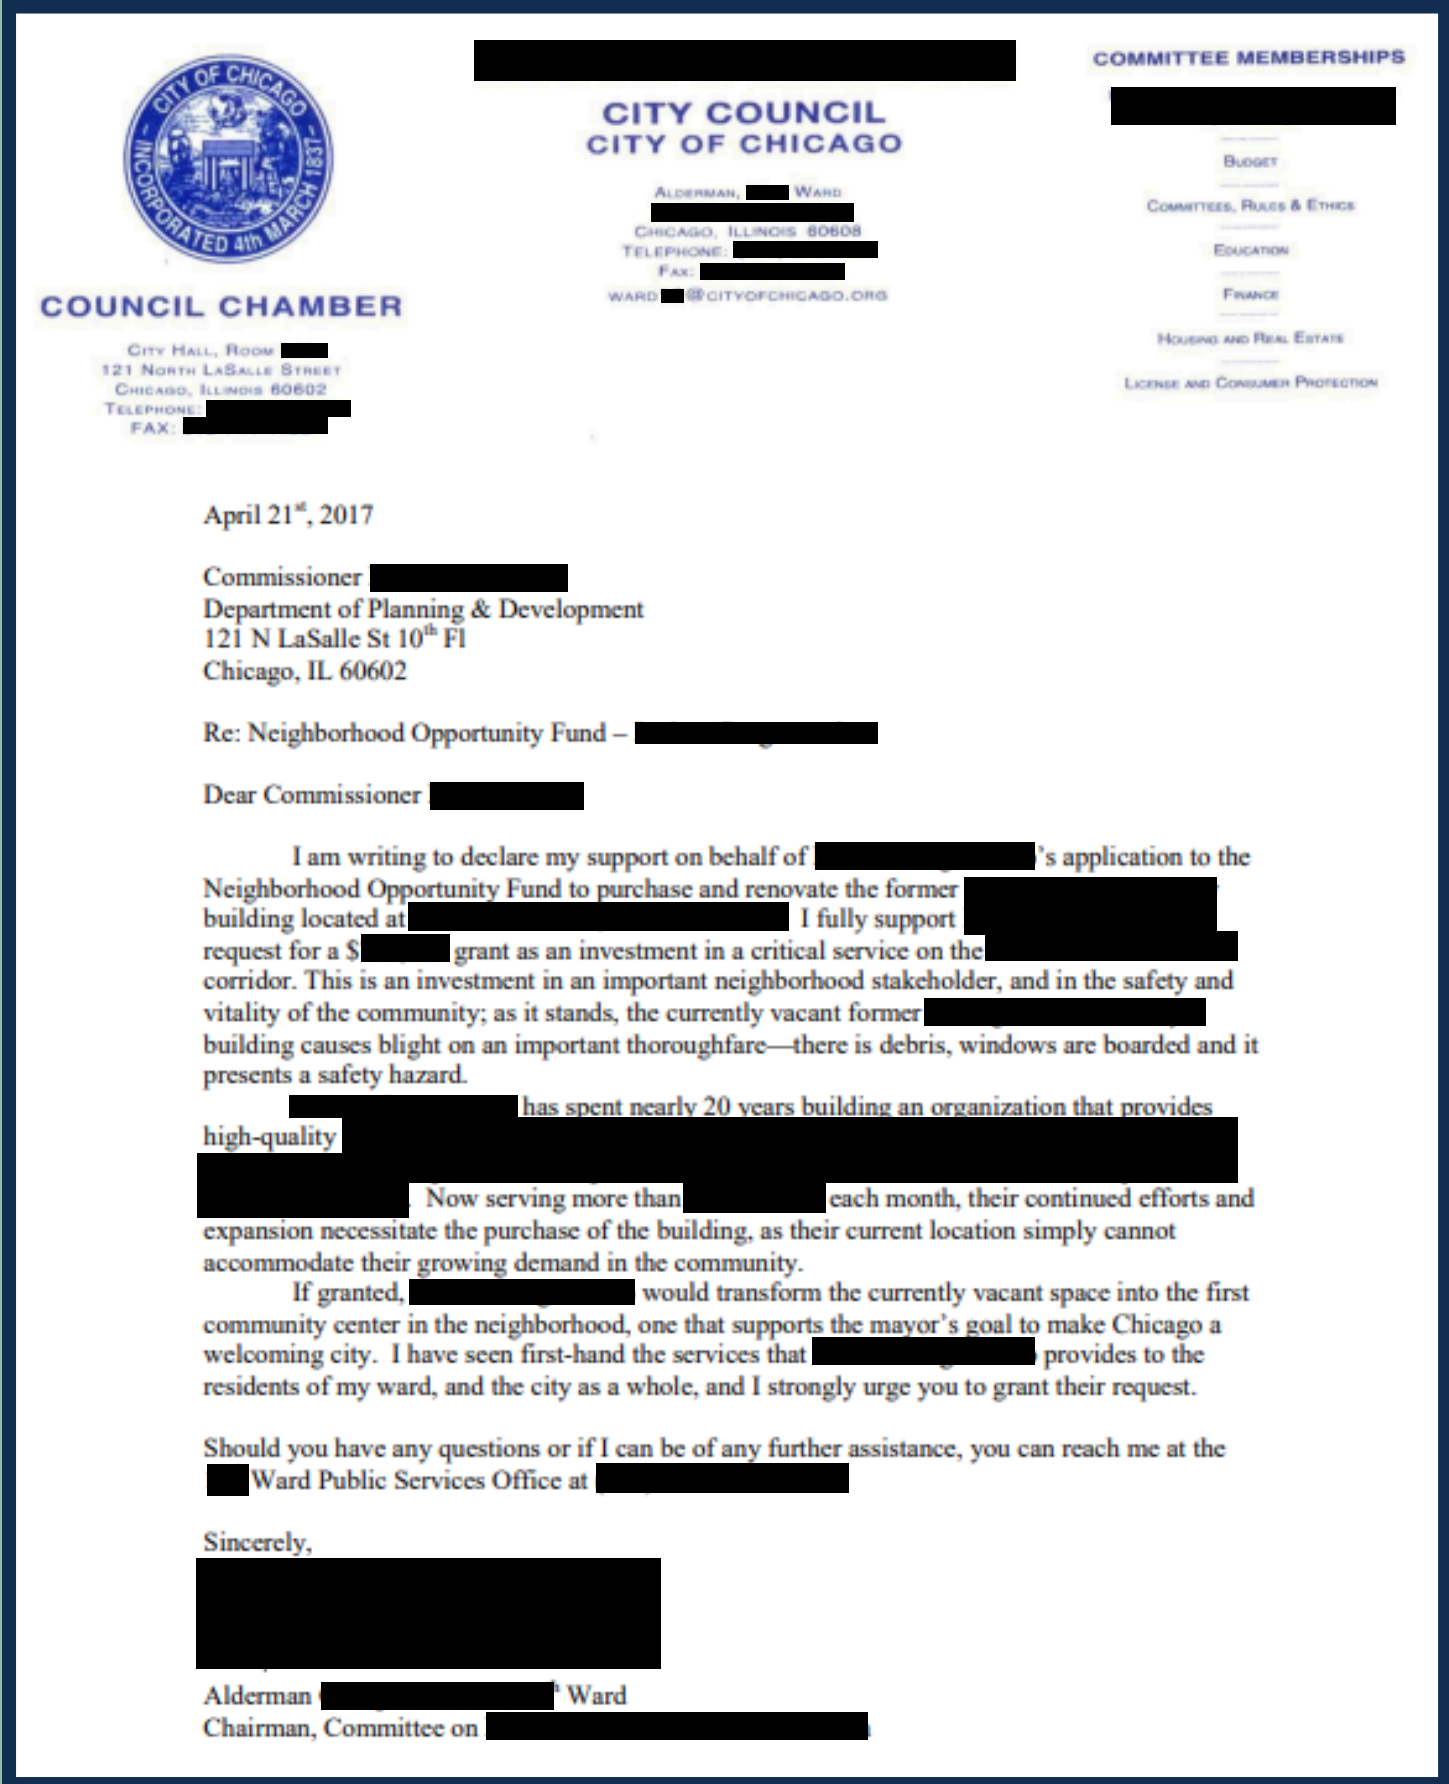 CITY OF CHICAGO
INCORPORATED 4th MARCH 1837
COUNCIL CHAMBER
CITY HALL, ROOM
121 NORTH LASALLE STREET
CHICAGO, ILLINOIS 60602
TELEPHONE:
FAX:
CITY COUNCIL
CITY OF CHICAGO
ALDERMAN, WARD
CHICAGO, ILLINOIS 60608
TELEPHONE:
FAX:
WARD @CITYOFCHICAGO.ORG
COMMITTEE MEMBERSHIPS
BUDGET
COMMITTEES, RULES & ETHICS
EDUCATION
FINANCE
HOUSING AND REAL ESTATE
LICENSE AND CONSUMER PROTECTION
April 21st, 2017
Commissioner
Department of Planning & Development
121 N LaSalle St 10th Fl
Chicago, IL 60602
Re: Neighborhood Opportunity Fund –
Dear Commissioner
I am writing to declare my support on behalf of 's application to the
Neighborhood Opportunity Fund to purchase and renovate the former
building located at I fully support
request for a $ grant as an investment in a critical service on the
corridor. This is an investment in an important neighborhood stakeholder, and in the safety and
vitality of the community; as it stands, the currently vacant former
building causes blight on an important thoroughfare—there is debris, windows are boarded and it
presents a safety hazard.
has spent nearly 20 years building an organization that provides
high-quality
. Now serving more than each month, their continued efforts and
expansion necessitate the purchase of the building, as their current location simply cannot
accommodate their growing demand in the community.
If granted, would transform the currently vacant space into the first
community center in the neighborhood, one that supports the mayor's goal to make Chicago a
welcoming city. I have seen first-hand the services that provides to the
residents of my ward, and the city as a whole, and I strongly urge you to grant their request.
Should you have any questions or if I can be of any further assistance, you can reach me at the
Ward Public Services Office at
Sincerely,
Alderman Ward
Chairman, Committee on